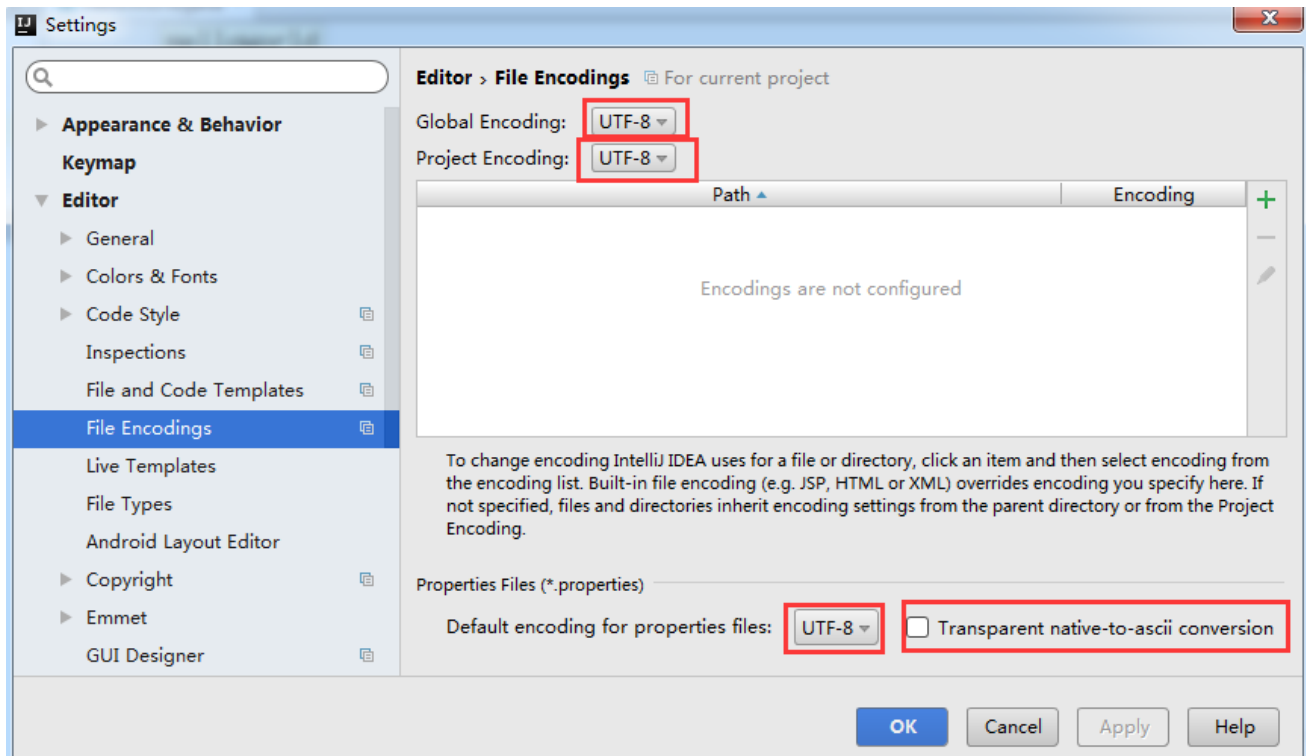 Settings
Editor › File Encodings For current project
Appearance & Behavior
Keymap
Editor
General
Colors & Fonts
Code Style
Inspections
File and Code Templates
File Encodings
Live Templates
File Types
Android Layout Editor
Copyright
Emmet
GUI Designer
Global Encoding: UTF-8
Project Encoding: UTF-8
Path Encoding
Encodings are not configured
To change encoding IntelliJ IDEA uses for a file or directory, click an item and then select encoding from
the encoding list. Built-in file encoding (e.g. JSP, HTML or XML) overrides encoding you specify here. If
not specified, files and directories inherit encoding settings from the parent directory or from the Project
Encoding.
Properties Files (*.properties)
Default encoding for properties files: UTF-8 Transparent native-to-ascii conversion
OK Cancel Apply Help